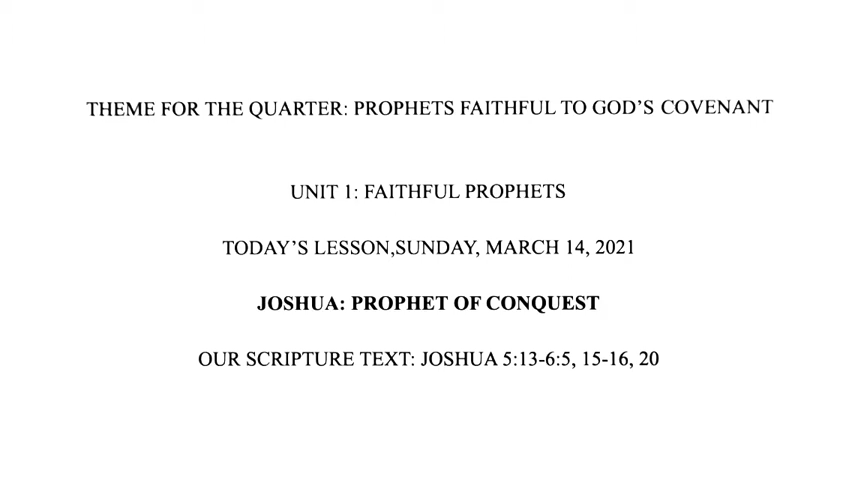 THEME FOR THE QUARTER: PROPHETS FAITHFUL TO GOD’S COVENANT
UNIT 1: FAITHFUL PROPHETS
TODAY’S LESSON,SUNDAY, MARCH 14, 2021
JOSHUA: PROPHET OF CONQUEST
OUR SCRIPTURE TEXT: JOSHUA 5:13-6:5, 15-16, 20